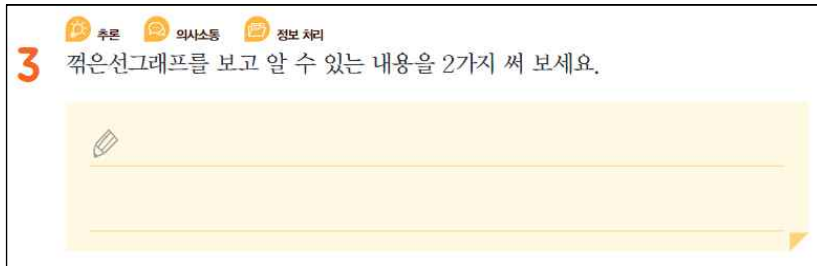 추론 의사소통 정보 처리
3 꺾은선그래프를 보고 알 수 있는 내용을 2가지 써 보세요.